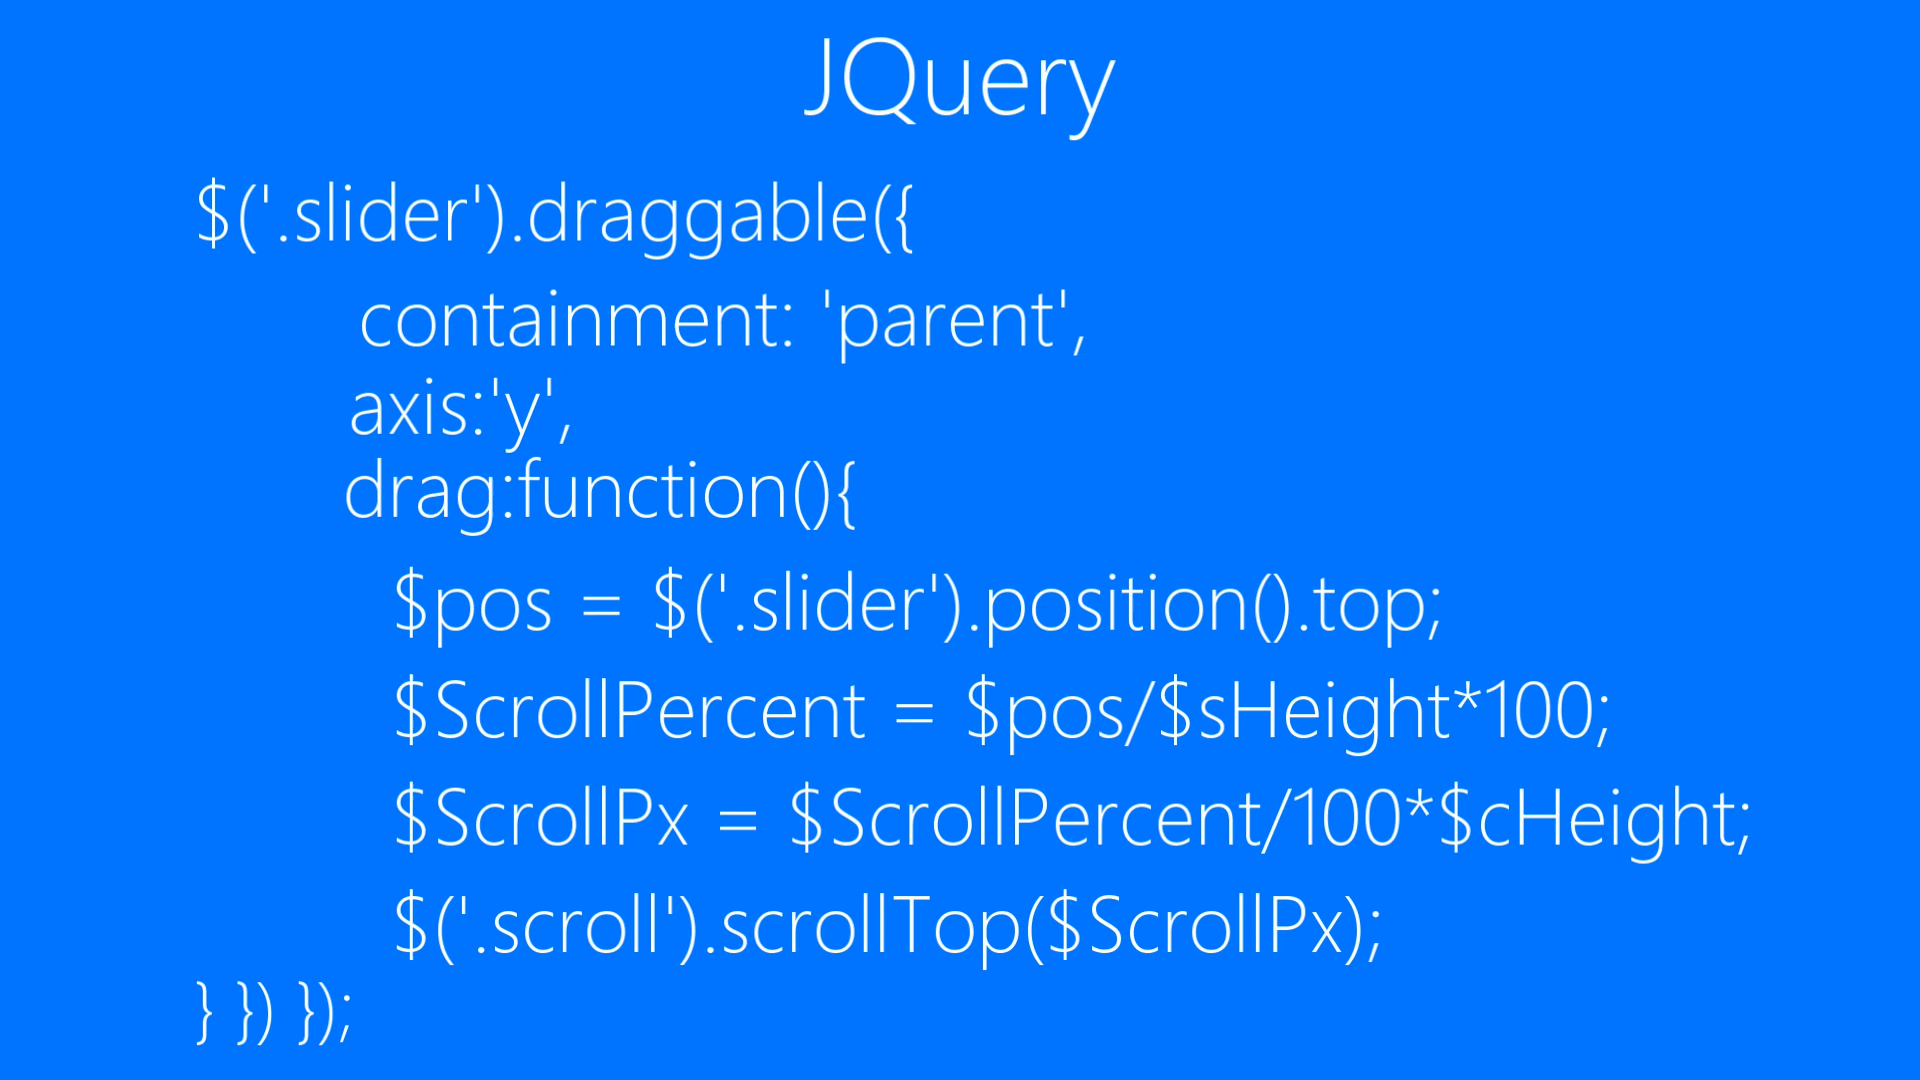 JQuery
$('.slider').draggable({
containment: 'parent',
axis:'y',
drag:function(){
$pos = $('.slider').position().top;
$ScrollPercent = $pos/$sHeight*100;
$ScrollPx = $ScrollPercent/100*$cHeight;
$('.scroll').scrollTop($ScrollPx);
} }) });